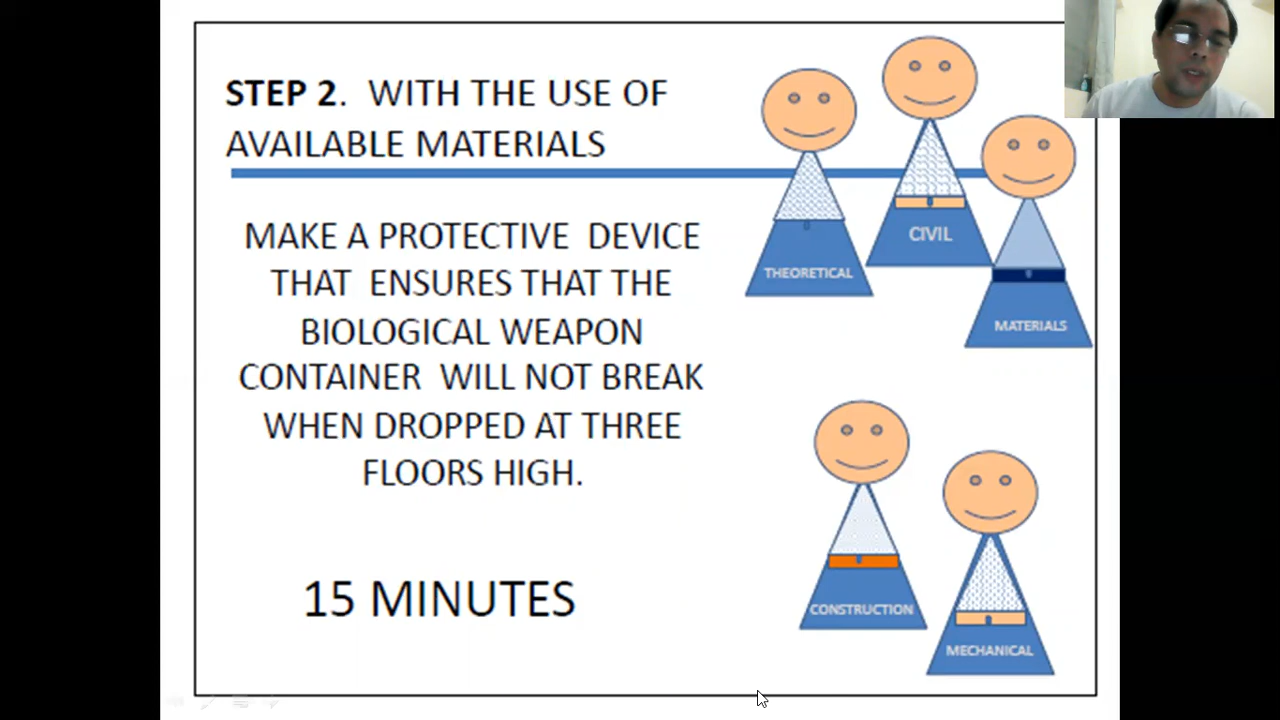 STEP 2. WITH THE USE OF
AVAILABLE MATERIALS
MAKE A PROTECTIVE DEVICE
THAT ENSURES THAT THE
BIOLOGICAL WEAPON
CONTAINER WILL NOT BREAK
WHEN DROPPED AT THREE
FLOORS HIGH.
15 MINUTES
THEORETICAL
CIVIL
MATERIALS
CONSTRUCTION
MECHANICAL